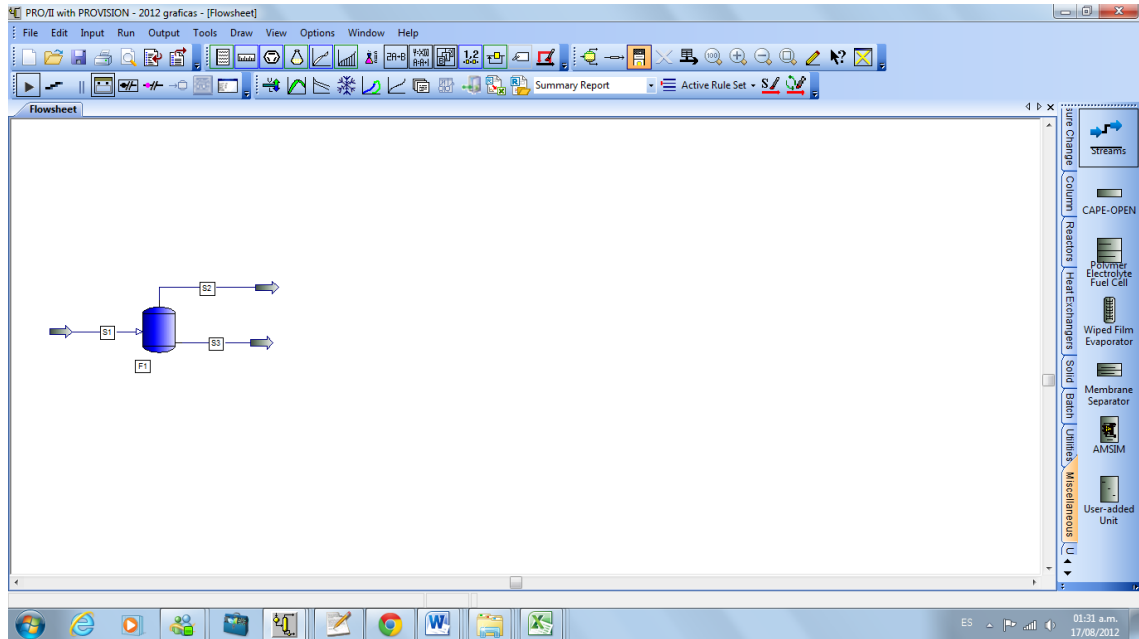 PRO/II with PROVISION - 2012 graficas - [Flowsheet]
File Edit Input Run Output Tools Draw View Options Window Help
Summary Report
Active Rule Set
Flowsheet
S2
S1
S3
F1
sure Change
Column
Reactors
Heat Exchangers
Solid
Batch
Utilities
Miscellaneous
U
Streams
CAPE-OPEN
Polymer
Electrolyte
Fuel Cell
Wiped Film
Evaporator
Membrane
Separator
AMSIM
User-added
Unit
ES
01:31 a.m.
17/08/2012